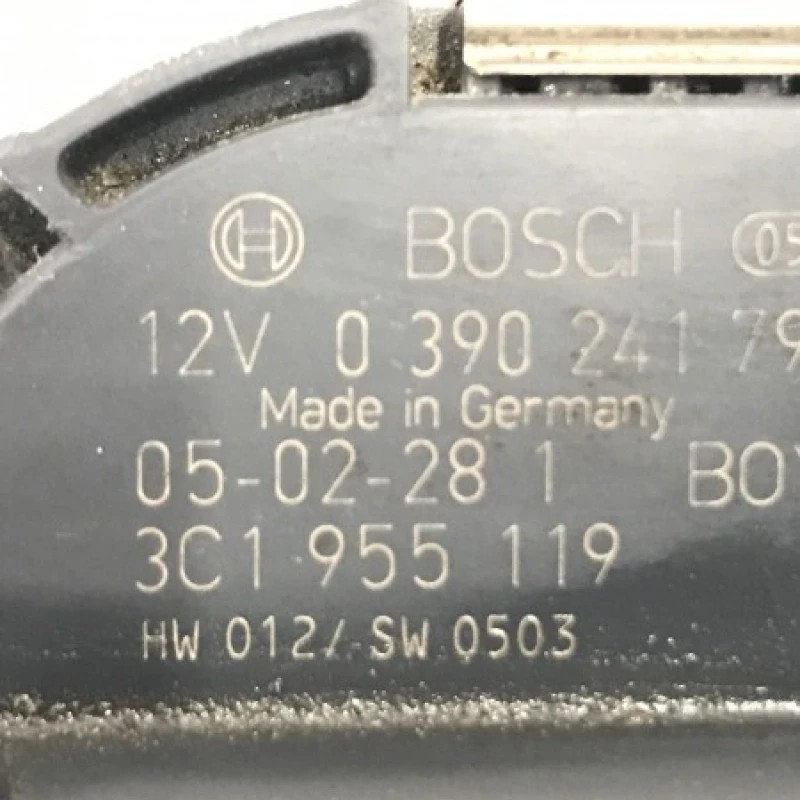 BOSCH 05
12V 0 390 241 79
Made in Germany
05-02-28 1
3C1 955 119
HW 012/ SW 0503